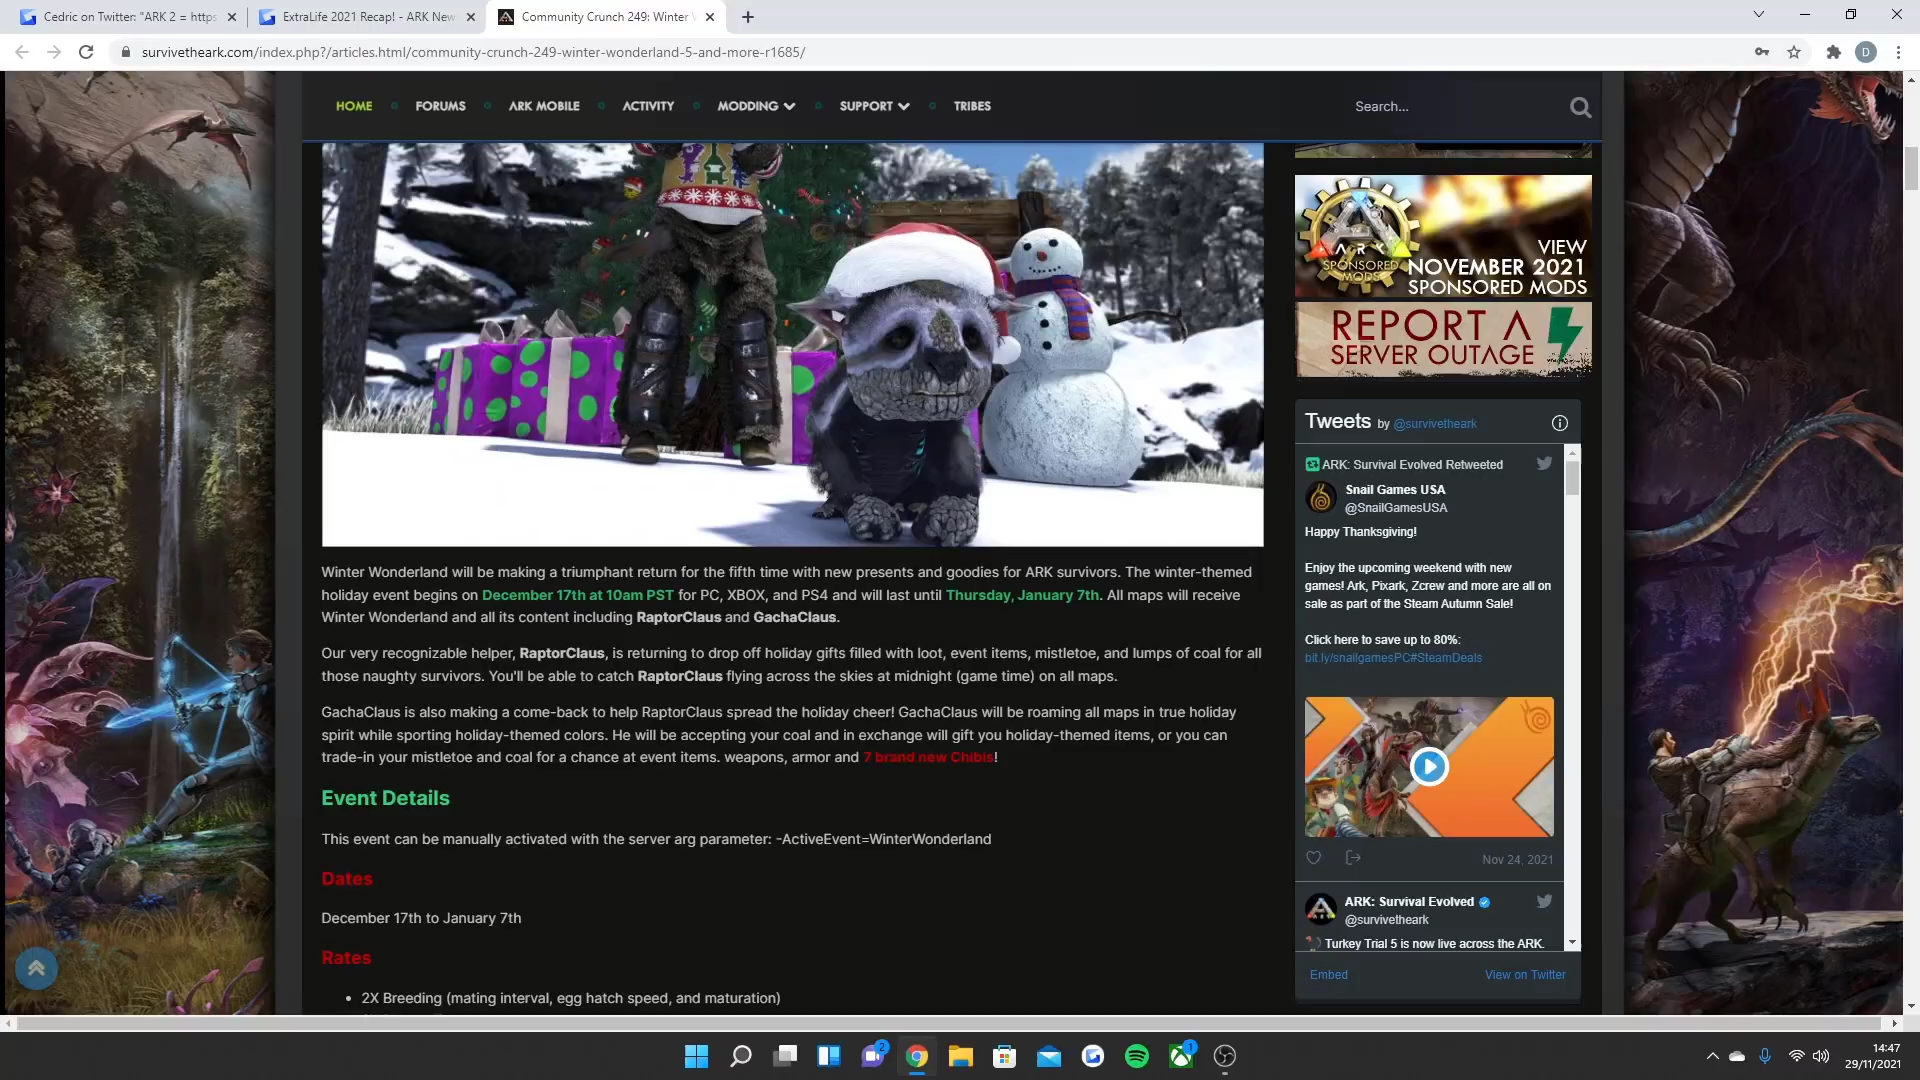 Cedric on Twitter: "ARK 2 = https
ExtraLife 2021 Recap! - ARK New
Community Crunch 249: Winter
survivetheark.com/index.php?/articles.html/community-crunch-249-winter-wonderland-5-and-more-r1685/
D
HOME
FORUMS
ARK MOBILE
ACTIVITY
MODDING
SUPPORT
TRIBES
Search...
ARK
SPONSORED
MODS
VIEW
NOVEMBER 2021
SPONSORED MODS
REPORT A
SERVER OUTAGE
Winter Wonderland will be making a triumphant return for the fifth time with new presents and goodies for ARK survivors. The winter-themed
holiday event begins on December 17th at 10am PST for PC, XBOX, and PS4 and will last until Thursday, January 7th. All maps will receive
Winter Wonderland and all its content including RaptorClaus and GachaClaus.
Our very recognizable helper, RaptorClaus, is returning to drop off holiday gifts filled with loot, event items, mistletoe, and lumps of coal for all
those naughty survivors. You'll be able to catch RaptorClaus flying across the skies at midnight (game time) on all maps.
GachaClaus is also making a come-back to help RaptorClaus spread the holiday cheer! GachaClaus will be roaming all maps in true holiday
spirit while sporting holiday-themed colors. He will be accepting your coal and in exchange will gift you holiday-themed items, or you can
trade-in your mistletoe and coal for a chance at event items. weapons, armor and 7 brand new Chibis!
Event Details
This event can be manually activated with the server arg parameter: -ActiveEvent=WinterWonderland
Dates
December 17th to January 7th
Rates
• 2X Breeding (mating interval, egg hatch speed, and maturation)
Tweets by @survivetheark
ARK: Survival Evolved Retweeted
Snail Games USA
@SnailGamesUSA
Happy Thanksgiving!
Enjoy the upcoming weekend with new
games! Ark, Pixark, Zcrew and more are all on
sale as part of the Steam Autumn Sale!
Click here to save up to 80%:
bit.ly/snailgamesPC#SteamDeals
Nov 24, 2021
ARK: Survival Evolved
@survivetheark
Turkey Trial 5 is now live across the ARK.
Embed
View on Twitter
2
1
14:47
29/11/2021